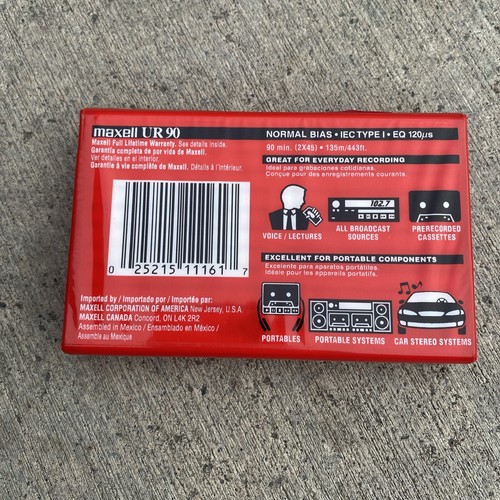 maxell UR 90
Maxell Full Lifetime Warranty. See details inside.
Garantía completa de por vida de Maxell.
Ver detalles en el interior.
Garantie à vie complète de Maxell. Détails à l'intérieur.
0 25215 11161 7
Imported by / Importado por / Importée par:
MAXELL CORPORATION OF AMERICA New Jersey, U.S.A.
MAXELL CANADA Concord, ON L4K 2R2
Assembled in Mexico / Ensamblado en México /
Assemblé au Mexique
NORMAL BIAS • IEC TYPE I • EQ 120µs
90 min. (2X45) • 135m/443ft.
GREAT FOR EVERYDAY RECORDING
Ideal para grabaciones cotidianas.
Conçue pour des enregistrements courants.
102.7
VOICE / LECTURES
ALL BROADCAST
SOURCES
PRERECORDED
CASSETTES
EXCELLENT FOR PORTABLE COMPONENTS
Excelente para aparatos portátiles.
Idéale pour les appareils portatifs.
PORTABLES
PORTABLE SYSTEMS
CAR STEREO SYSTEMS